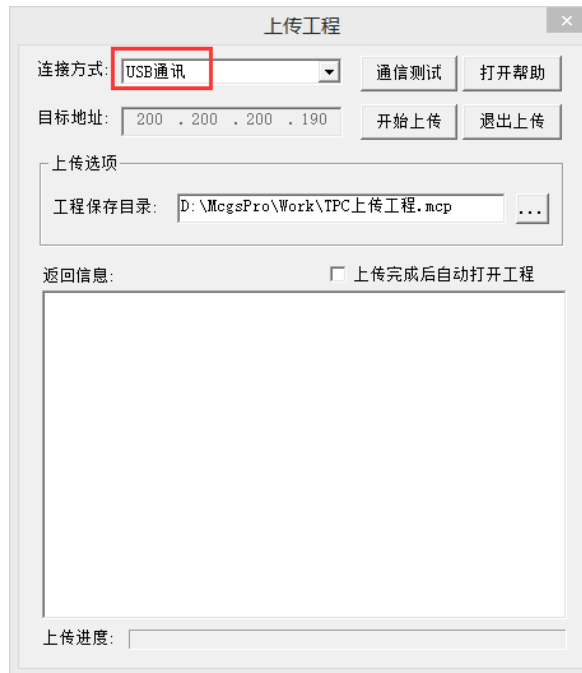 上传工程
连接方式: USB通讯 通信测试 打开帮助
目标地址: 200 . 200 . 200 . 190 开始上传 退出上传
上传选项
工程保存目录: D:\McgsPro\Work\TPC上传工程.mcp ...
返回信息: 上传完成后自动打开工程
上传进度: